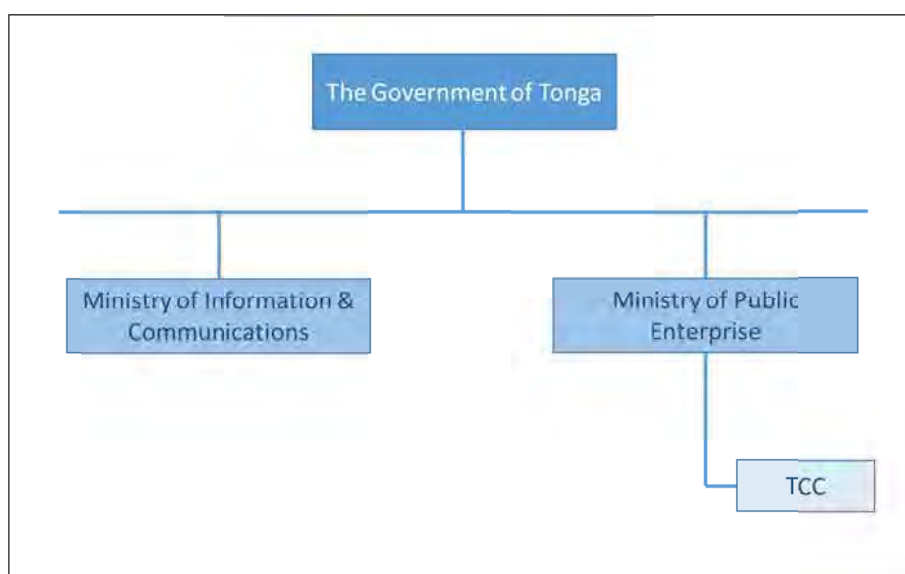 The Government of Tonga
Ministry of Information &
Communications
Ministry of Public
Enterprise
TCC